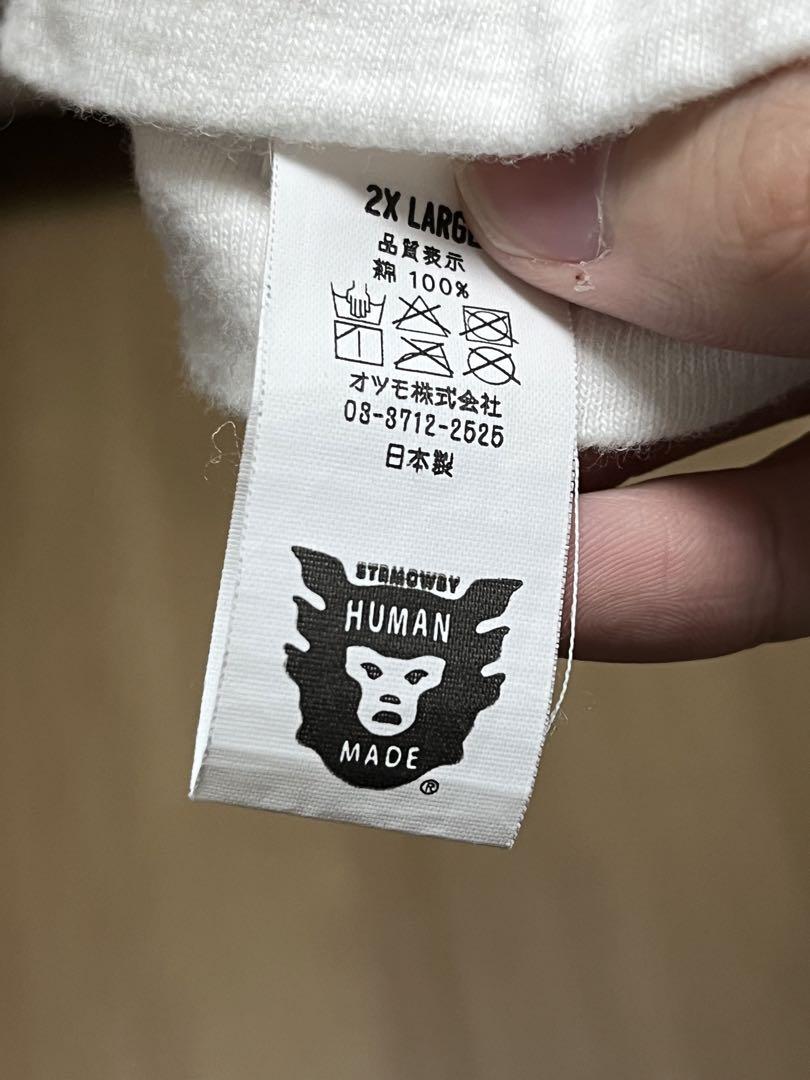 2X LARGE
品質表示
綿 100%
オツモ株式会社
03-3712-2525
日本製
STRMCWBY
HUMAN
MADE
®